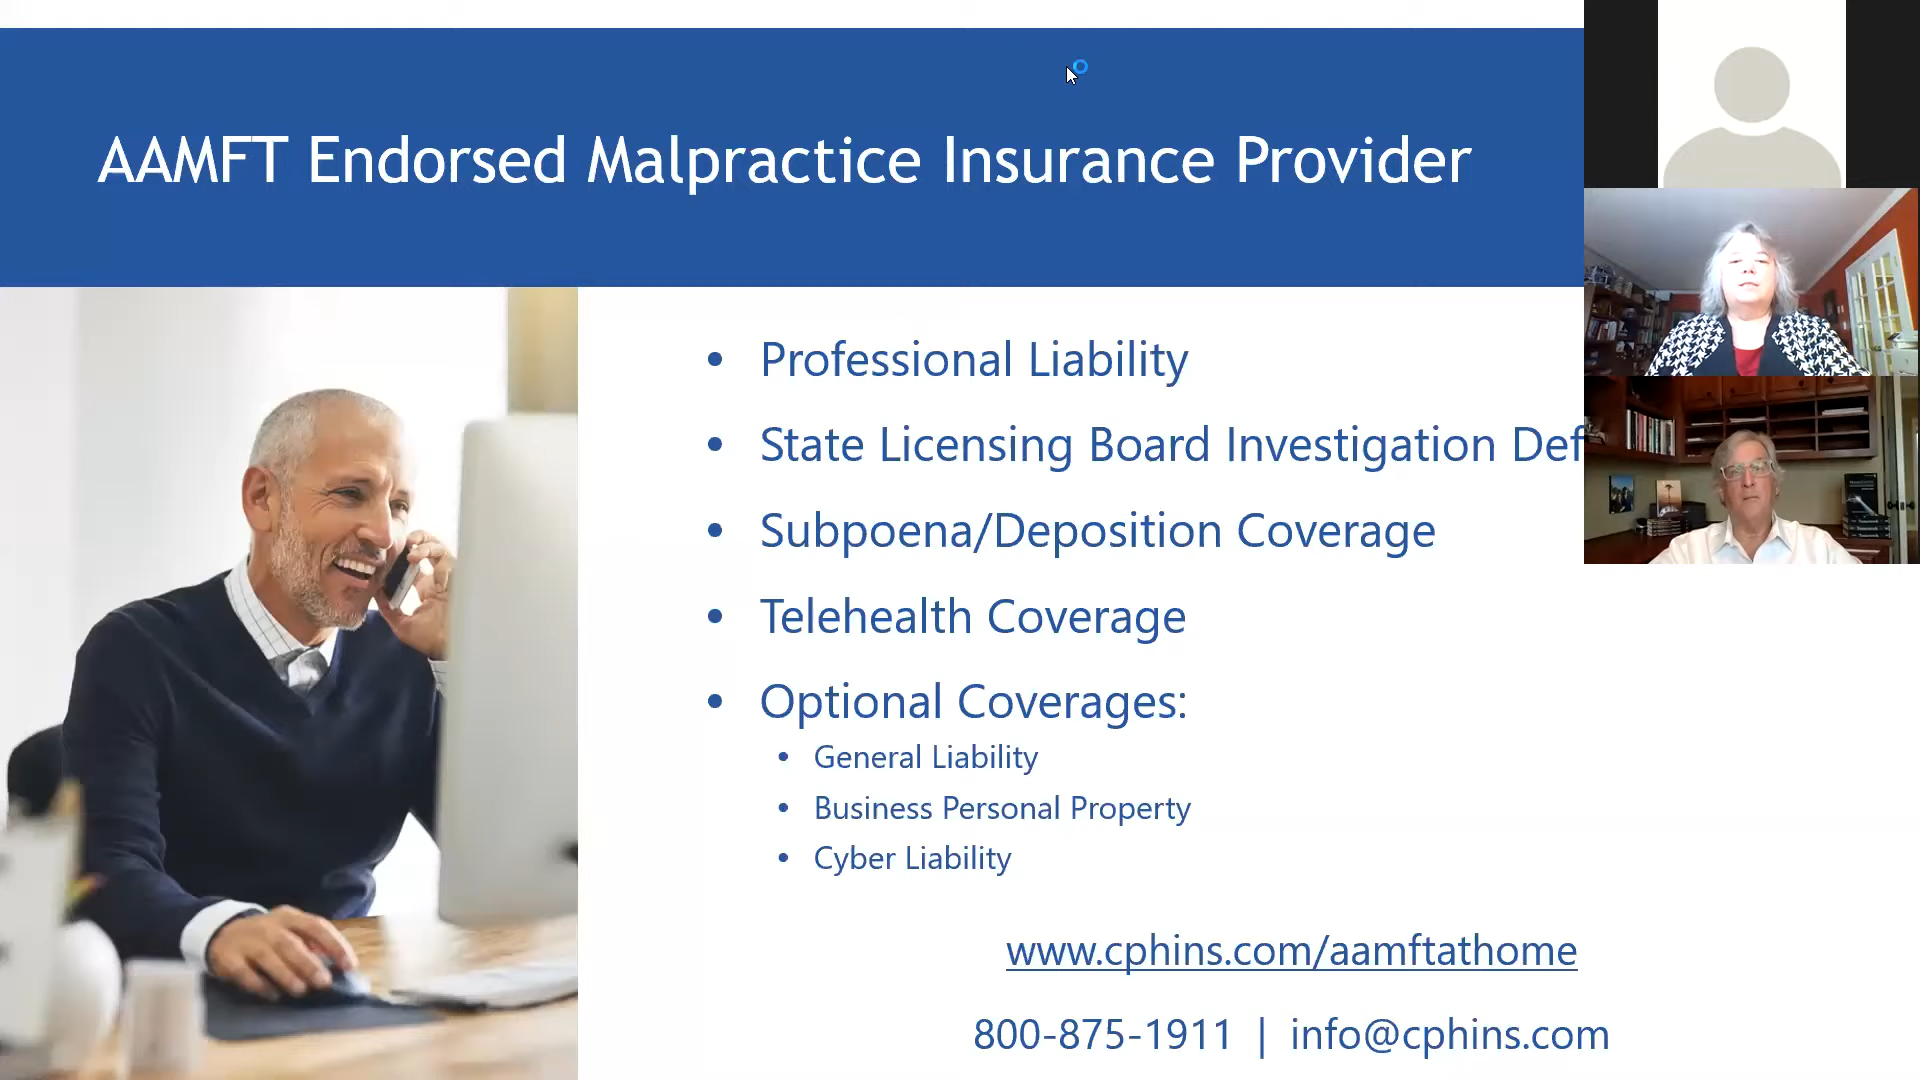 AAMFT Endorsed Malpractice Insurance Provider
• Professional Liability
• State Licensing Board Investigation Def
• Subpoena/Deposition Coverage
• Telehealth Coverage
• Optional Coverages:
• General Liability
• Business Personal Property
• Cyber Liability
www.cphins.com/aamftathome
800-875-1911 | info@cphins.com